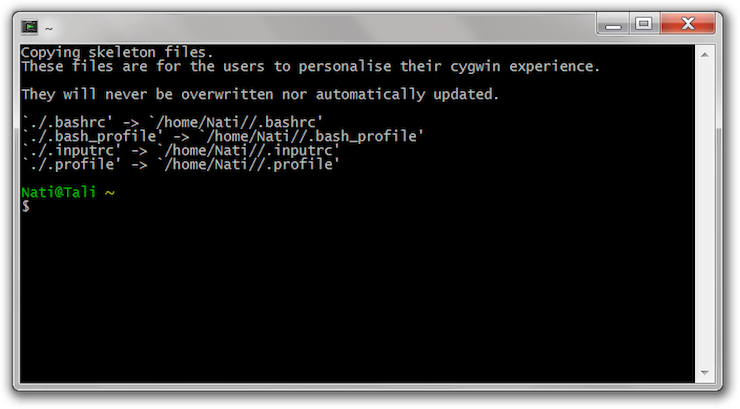 ~
Copying skeleton files.
These files are for the users to personalise their cygwin experience.
They will never be overwritten nor automatically updated.
`./.bashrc' -> `/home/Nati//.bashrc'
`./.bash_profile' -> `/home/Nati//.bash_profile'
`./.inputrc' -> `/home/Nati//.inputrc'
`./.profile' -> `/home/Nati//.profile'
Nati@Tali ~
$